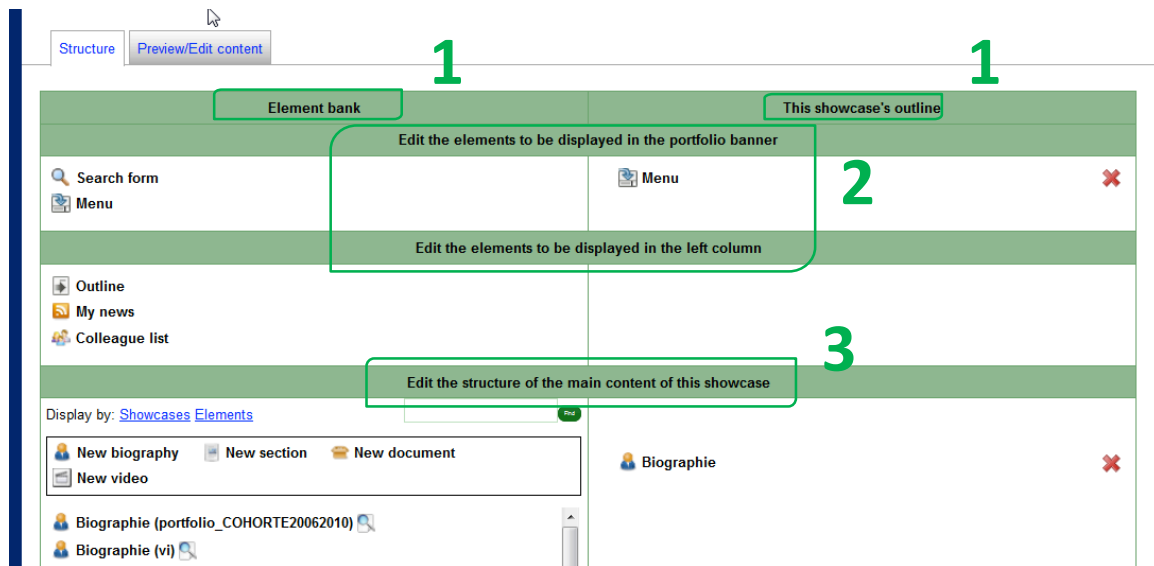 Structure
Preview/Edit content
1
1
Element bank
This showcase's outline
Edit the elements to be displayed in the portfolio banner
Search form
Menu
Menu
2
Edit the elements to be displayed in the left column
Outline
My news
Colleague list
3
Edit the structure of the main content of this showcase
Display by: Showcases Elements
Find
New biography New section New document
New video
Biographie
Biographie (portfolio_COHORTE20062010)
Biographie (vi)